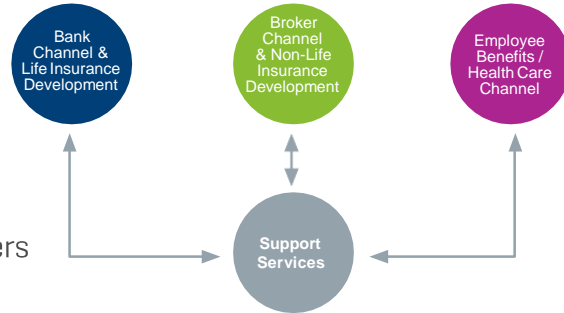 Bank
Channel &
Life Insurance
Development
Broker
Channel
& Non-Life
Insurance
Development
Employee
Benefits /
Health Care
Channel
ers
Support
Services